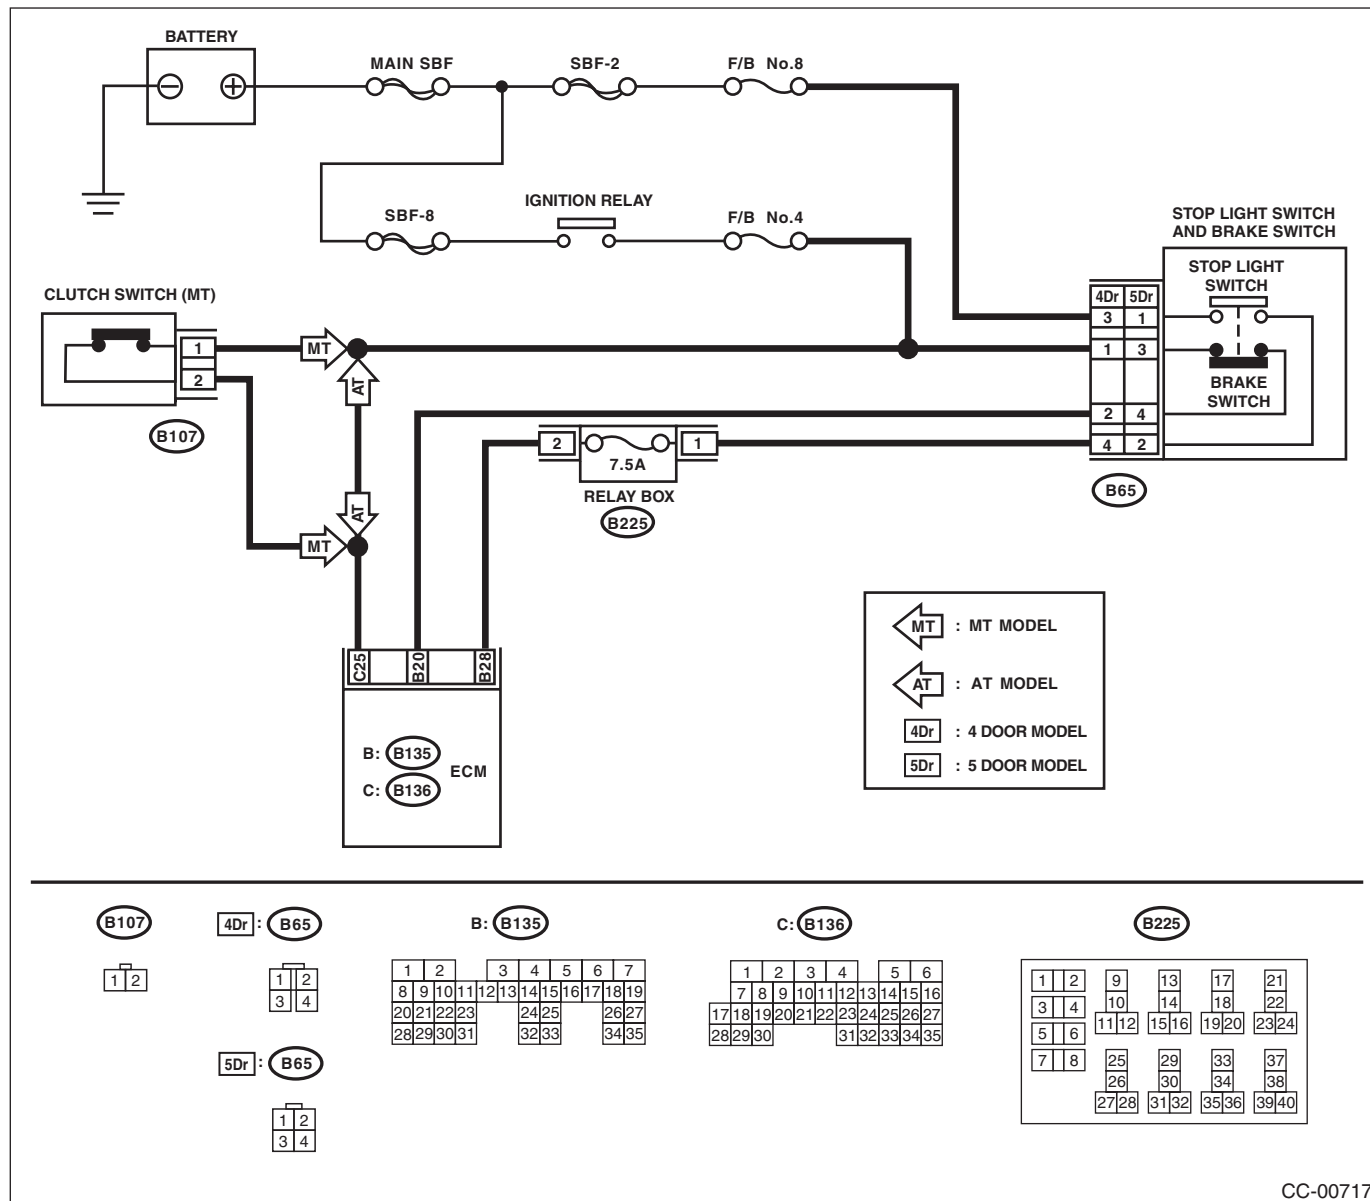 BATTERY
MAIN SBF
SBF-2
F/B No.8
SBF-8
IGNITION RELAY
F/B No.4
STOP LIGHT SWITCH
AND BRAKE SWITCH
STOP LIGHT
SWITCH
BRAKE
SWITCH
4Dr 5Dr
3 1
1 3
2 4
4 2
B65
CLUTCH SWITCH (MT)
1
2
B107
MT
AT
AT
MT
2
7.5A
1
RELAY BOX
B225
C25 B20 B28
B: B135
C: B136
ECM
MT : MT MODEL
AT : AT MODEL
4Dr : 4 DOOR MODEL
5Dr : 5 DOOR MODEL
B107
1 2
4Dr : B65
1 2
3 4
5Dr : B65
1 2
3 4
B: B135
1 2 3 4 5 6 7
8 9 10 11 12 13 14 15 16 17 18 19
20 21 22 23 24 25 26 27
28 29 30 31 32 33 34 35
C: B136
1 2 3 4 5 6
7 8 9 10 11 12 13 14 15 16
17 18 19 20 21 22 23 24 25 26 27
28 29 30 31 32 33 34 35
B225
1 2 9 13 17 21
3 4 10 14 18 22
5 6 11 12 15 16 19 20 23 24
7 8 25 29 33 37
26 30 34 38
27 28 31 32 35 36 39 40
CC-00717